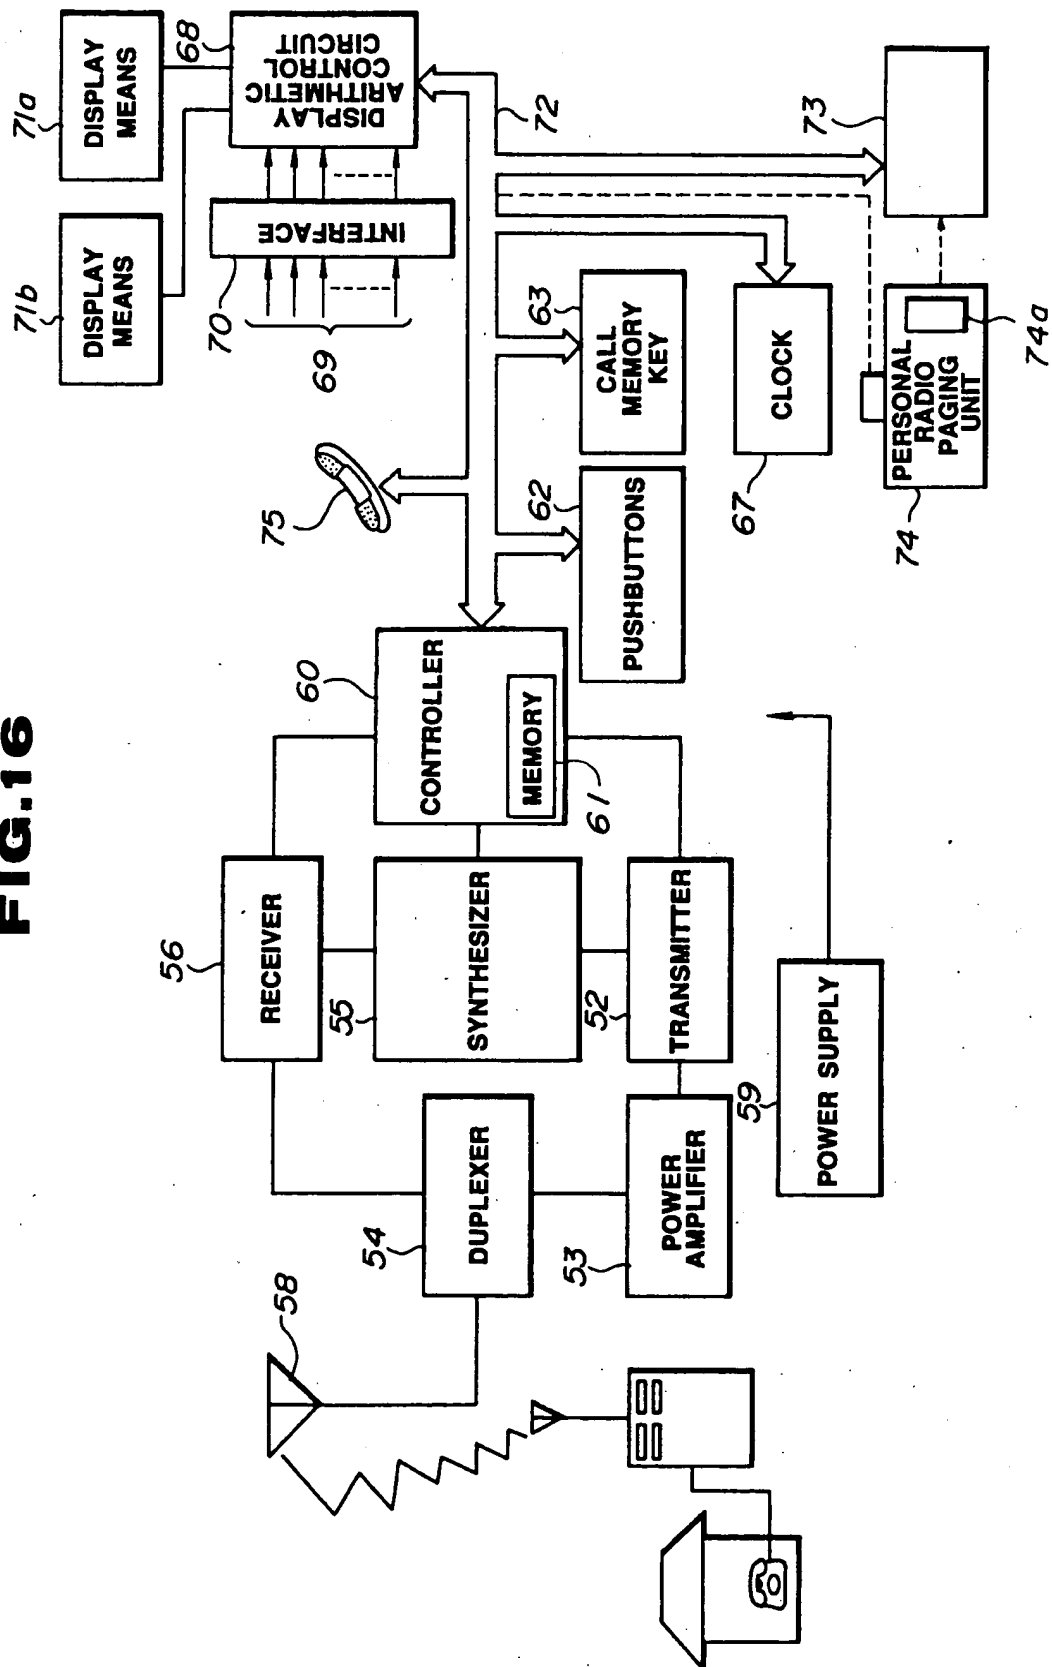 FIG.16
58
54
DUPLEXER
53
POWER
AMPLIFIER
56
RECEIVER
55
SYNTHESIZER
52
TRANSMITTER
59
POWER SUPPLY
60
CONTROLLER
MEMORY
61
75
62
PUSHBUTTONS
63
CALL
MEMORY
KEY
67
CLOCK
71b
DISPLAY
MEANS
71a
DISPLAY
MEANS
68
DISPLAY
ARITHMETIC
CONTROL
CIRCUIT
70
INTERFACE
69
72
73
74
PERSONAL
RADIO
PAGING
UNIT
74a